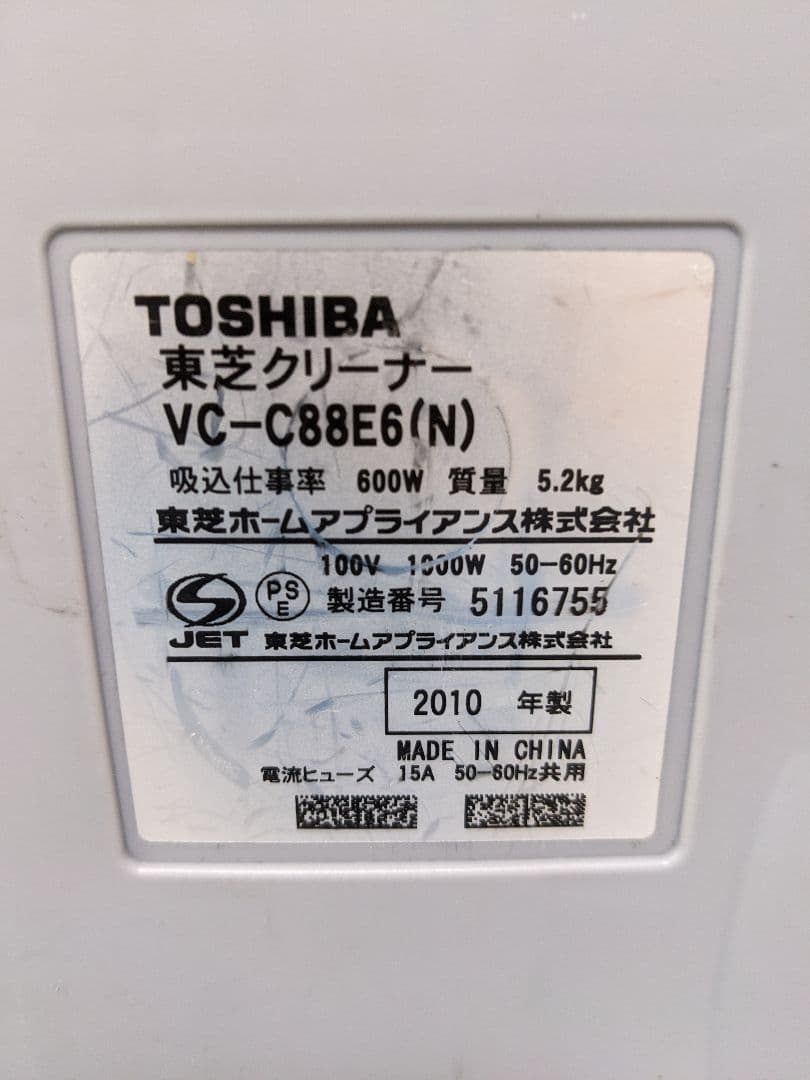 TOSHIBA
東芝クリーナー
VC-C88E6(N)
吸込仕事率 600W 質量 5.2kg
東芝ホームアプライアンス株式会社
100V 1000W 50-60Hz
PS
E
製造番号 5116755
JET 東芝ホームアプライアンス株式会社
2010 年製
MADE IN CHINA
電流ヒューズ 15A 50-60Hz共用